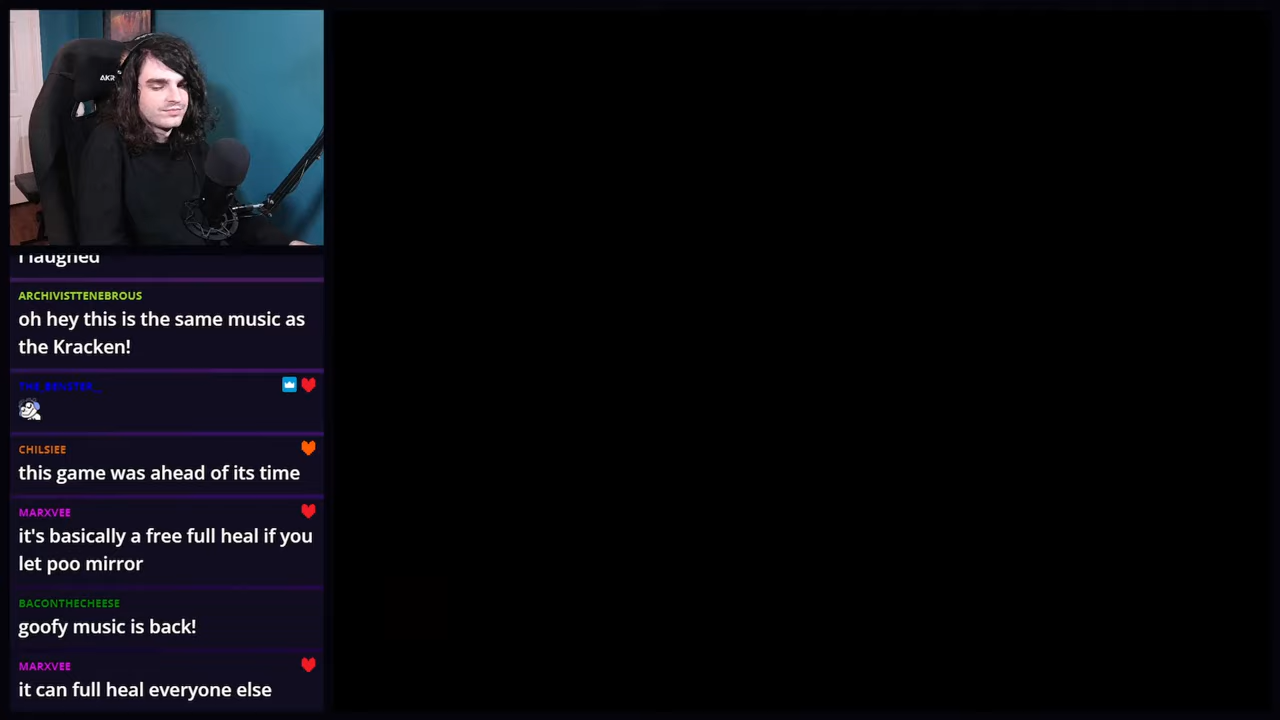 AKR
I laughed
ARCHIVISTTENEBROUS
oh hey this is the same music as
the Kracken!
CHILSIEE
this game was ahead of its time
MARXVEE
it's basically a free full heal if you
let poo mirror
BACONTHECHEESE
goofy music is back!
MARXVEE
it can full heal everyone else